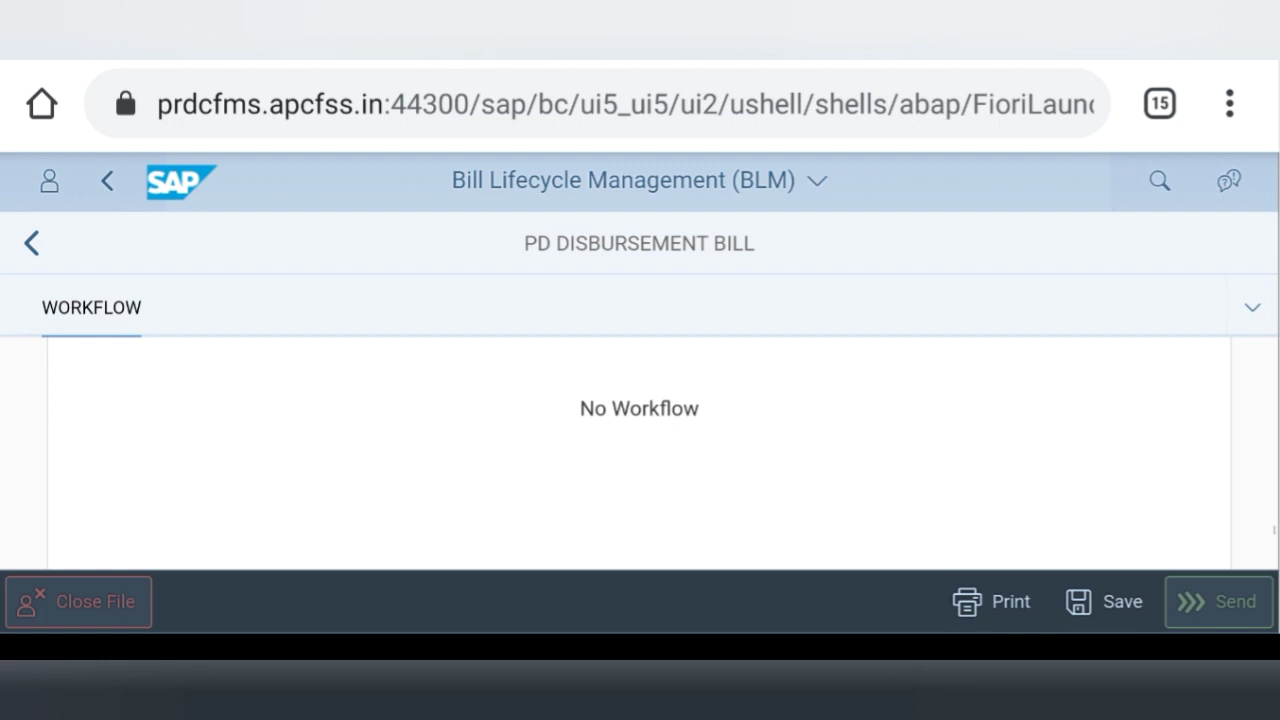 prdcfms.apcfss.in:44300/sap/bc/ui5_ui5/ui2/ushell/shells/abap/FioriLaunc
15
SAP
Bill Lifecycle Management (BLM)
PD DISBURSEMENT BILL
WORKFLOW
No Workflow
Close File
Print
Save
Send